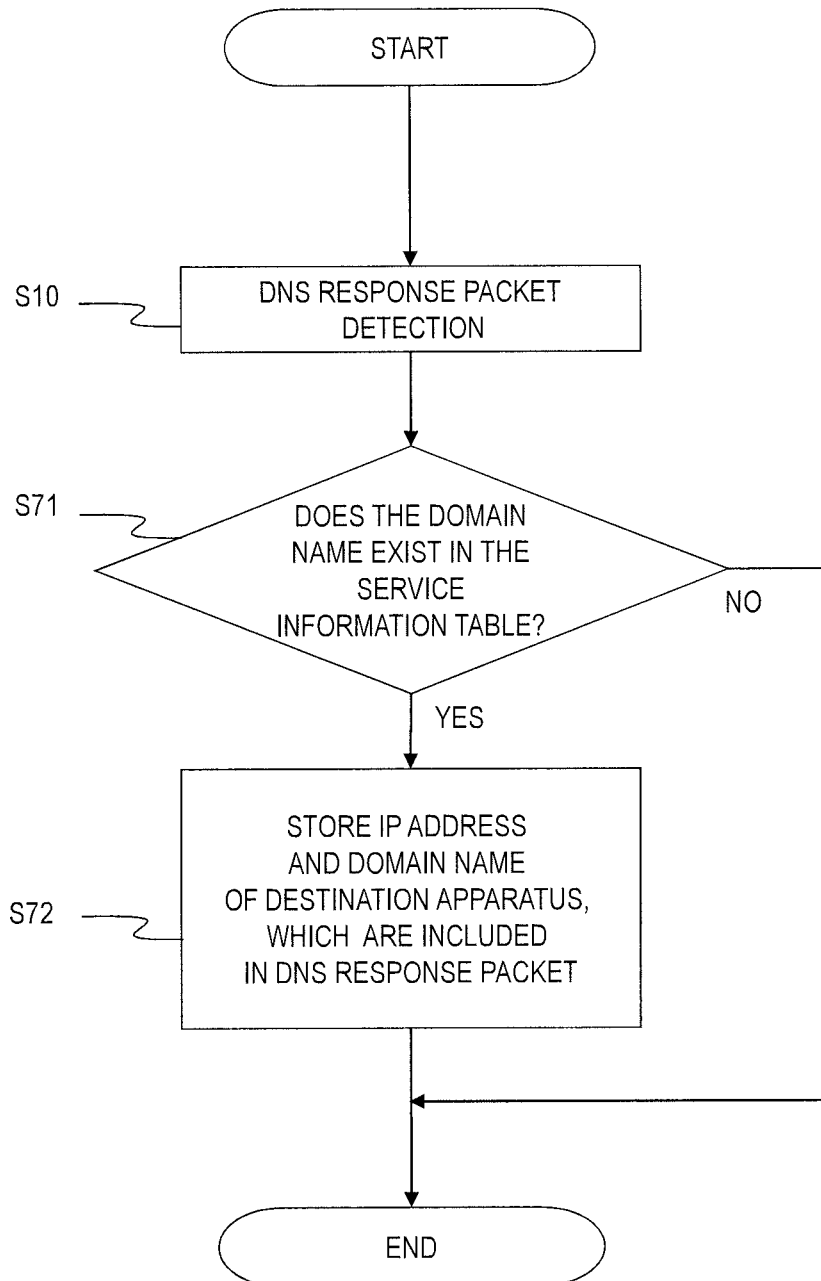 START
S10
DNS RESPONSE PACKET
DETECTION
S71
DOES THE DOMAIN
NAME EXIST IN THE
SERVICE
INFORMATION TABLE?
NO
YES
S72
STORE IP ADDRESS
AND DOMAIN NAME
OF DESTINATION APPARATUS,
WHICH ARE INCLUDED
IN DNS RESPONSE PACKET
END